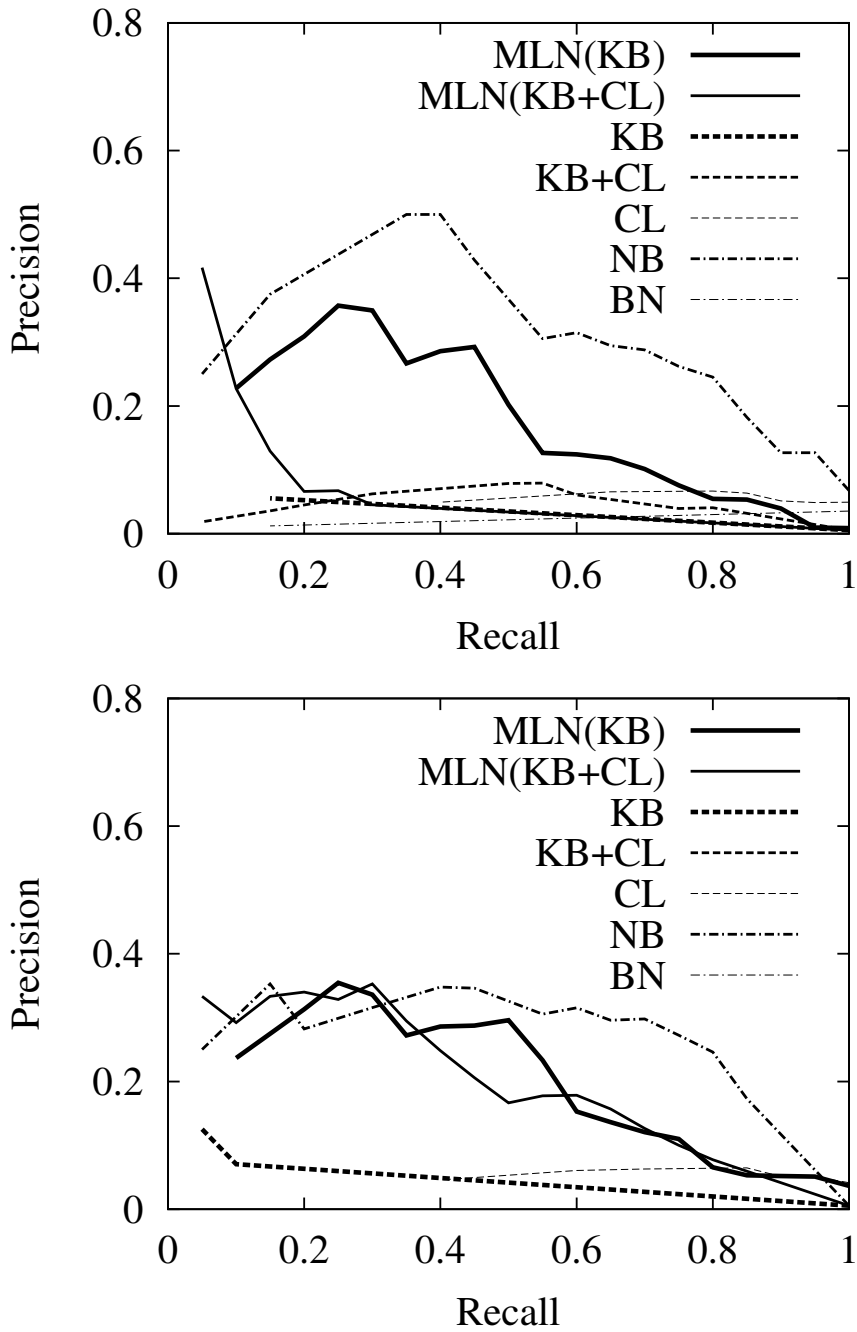 0.8
MLN(KB)
MLN(KB+CL)
KB
KB+CL
CL
NB
BN
0.6
0.4
0.2
0
Precision
0 0.2 0.4 0.6 0.8 1
Recall
0.8
MLN(KB)
MLN(KB+CL)
KB
KB+CL
CL
NB
BN
0.6
0.4
0.2
0
Precision
0 0.2 0.4 0.6 0.8 1
Recall